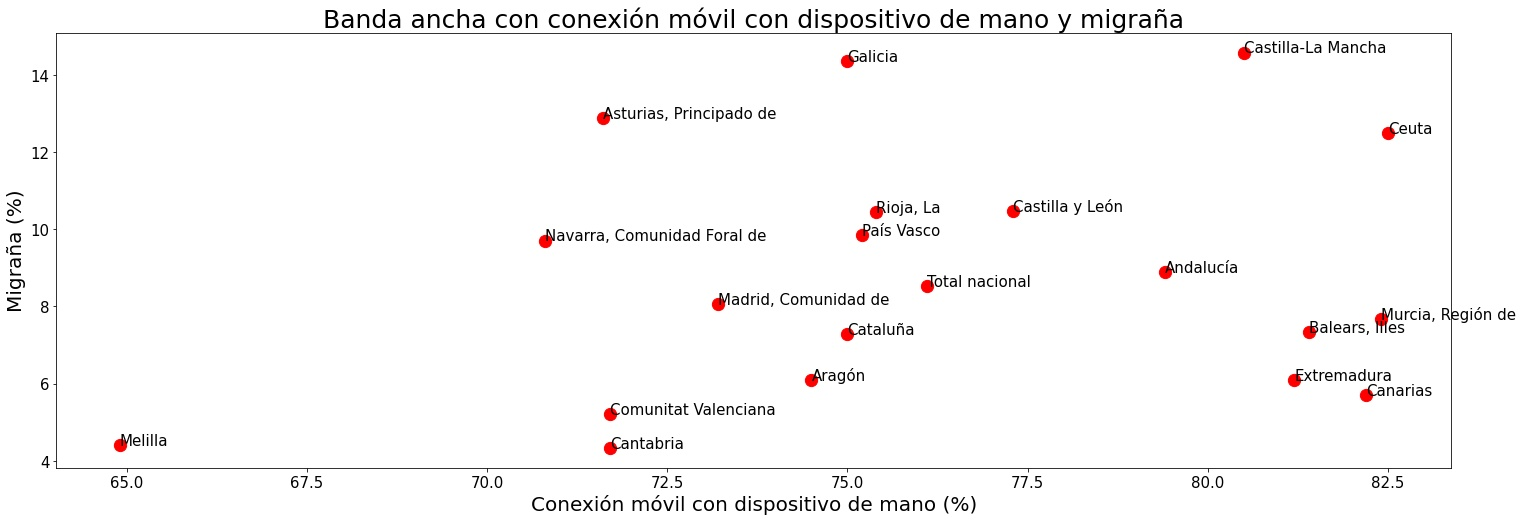 Banda ancha con conexión móvil con dispositivo de mano y migraña
Migraña (%)
14
12
10
8
6
4
Galicia
Castilla-La Mancha
Asturias, Principado de
Ceuta
Rioja, La
Castilla y León
País Vasco
Navarra, Comunidad Foral de
Andalucía
Total nacional
Madrid, Comunidad de
Murcia, Región de
Balears, Illes
Cataluña
Aragón
Extremadura
Canarias
Comunitat Valenciana
Melilla
Cantabria
65.0
67.5
70.0
72.5
75.0
77.5
80.0
82.5
Conexión móvil con dispositivo de mano (%)